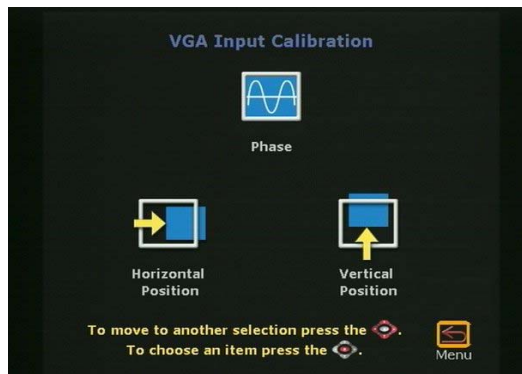 VGA Input Calibration
Phase
Horizontal
Position
Vertical
Position
To move to another selection press the .
To choose an item press the .
Menu